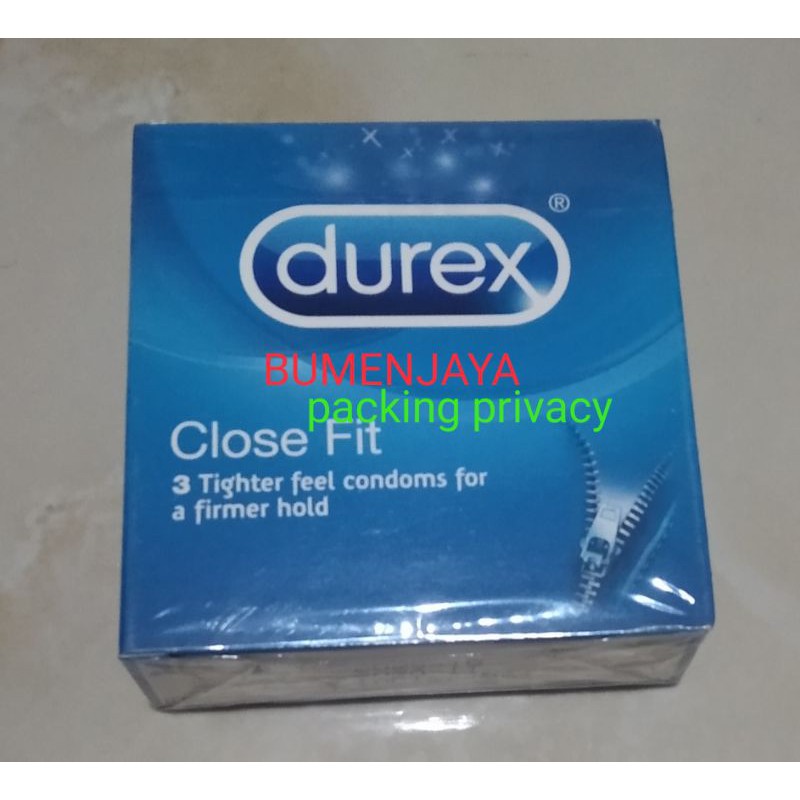 durex®
BUMENJAYA
packing privacy
Close Fit
3 Tighter feel condoms for
a firmer hold